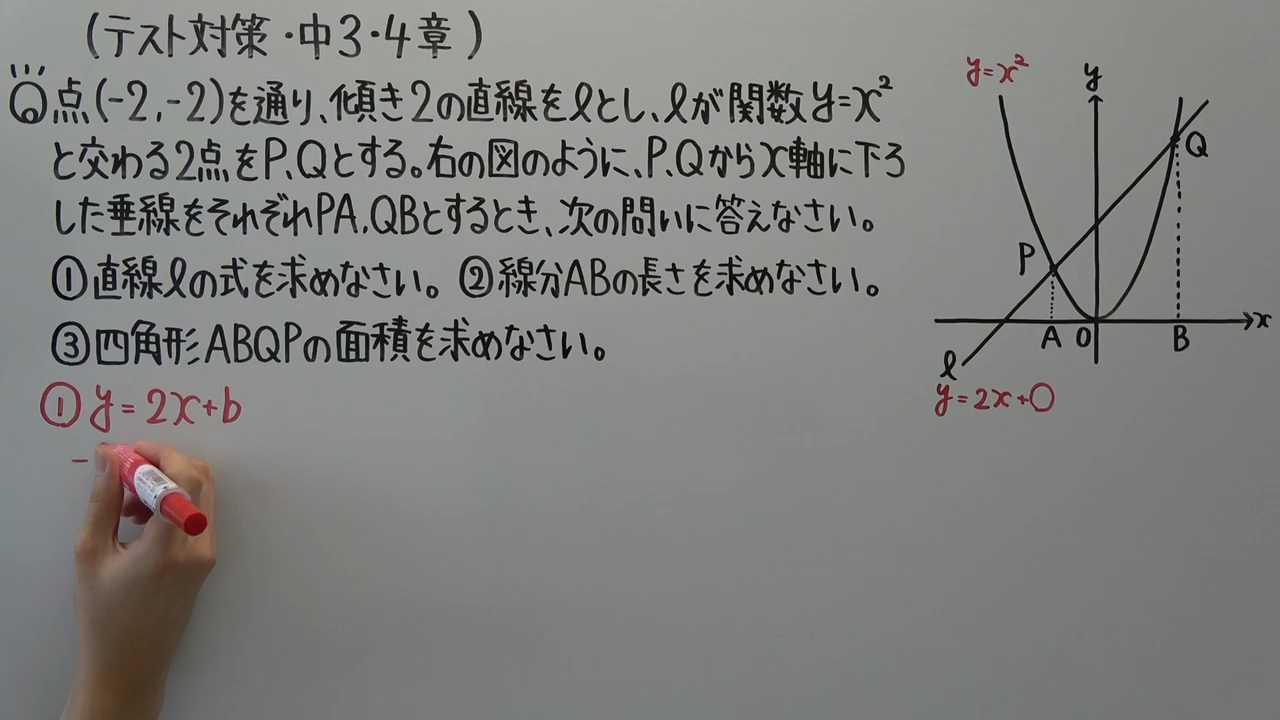 (テスト対策・中3・4章)
Q 点(-2,-2)を通り、傾き2の直線をℓとし、ℓが関数y=x²
と交わる2点をP,Qとする。右の図のように、P,Qからx軸に下ろ
した垂線をそれぞれPA,QBとするとき、次の問いに答えなさい。
①直線ℓの式を求めなさい。 ②線分ABの長さを求めなさい。
③四角形ABQPの面積を求めなさい。
① y=2x+b
-
y=x²
y
Q
P
A O B x
ℓ
y=2x+○